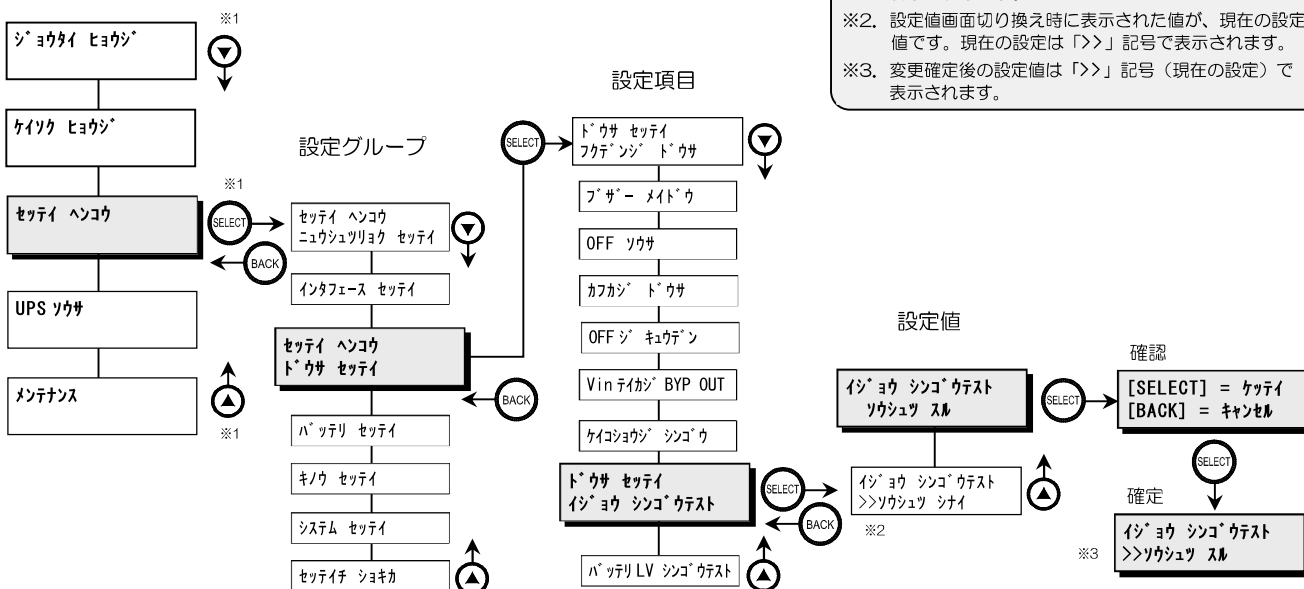 ※2. 設定値画面切り換え時に表示された値が、現在の設定
値です。現在の設定は「>>」記号で表示されます。
※3. 変更確定後の設定値は「>>」記号（現在の設定）で
表示されます。
※1
ｼﾞｮｳﾀｲ ﾋｮｳｼﾞ
▼
ｹｲｿｸ ﾋｮｳｼﾞ
ｾｯﾃｲ ﾍﾝｺｳ
※1
SELECT
BACK
UPS ｿｳｻ
ﾒﾝﾃﾅﾝｽ
▲
※1
設定グループ
ｾｯﾃｲ ﾍﾝｺｳ
ﾆｭｳｼｭﾂﾘｮｸ ｾｯﾃｲ
▼
ｲﾝﾀﾌｪｰｽ ｾｯﾃｲ
ｾｯﾃｲ ﾍﾝｺｳ
ﾄﾞｳｻ ｾｯﾃｲ
BACK
ﾊﾞｯﾃﾘ ｾｯﾃｲ
ｷﾉｳ ｾｯﾃｲ
ｼｽﾃﾑ ｾｯﾃｲ
ｾｯﾃｲﾁ ｼｮｷｶ
▲
設定項目
SELECT
ﾄﾞｳｻ ｾｯﾃｲ
ﾌｸﾃﾞﾝｼﾞ ﾄﾞｳｻ
▼
ﾌﾞｻﾞｰ ﾒｲﾄﾞｳ
OFF ｿｳｻ
ｶﾌｶｼﾞ ﾄﾞｳｻ
OFFｼﾞ ｷｭｳﾃﾞﾝ
Vinﾃｲｶｼﾞ BYP OUT
ｹｲｺｼｮｳｼﾞ ｼﾝｺﾞｳ
ﾄﾞｳｻ ｾｯﾃｲ
ｲｼﾞｮｳ ｼﾝｺﾞｳﾃｽﾄ
SELECT
BACK
ﾊﾞｯﾃﾘLV ｼﾝｺﾞｳﾃｽﾄ
▲
設定値
ｲｼﾞｮｳ ｼﾝｺﾞｳﾃｽﾄ
ｿｳｼｭﾂ ｽﾙ
SELECT
ｲｼﾞｮｳ ｼﾝｺﾞｳﾃｽﾄ
>>ｿｳｼｭﾂ ｼﾅｲ
▲
※2
確認
[SELECT] = ｹｯﾃｲ
[BACK] = ｷｬﾝｾﾙ
SELECT
確定
ｲｼﾞｮｳ ｼﾝｺﾞｳﾃｽﾄ
>>ｿｳｼｭﾂ ｽﾙ
※3